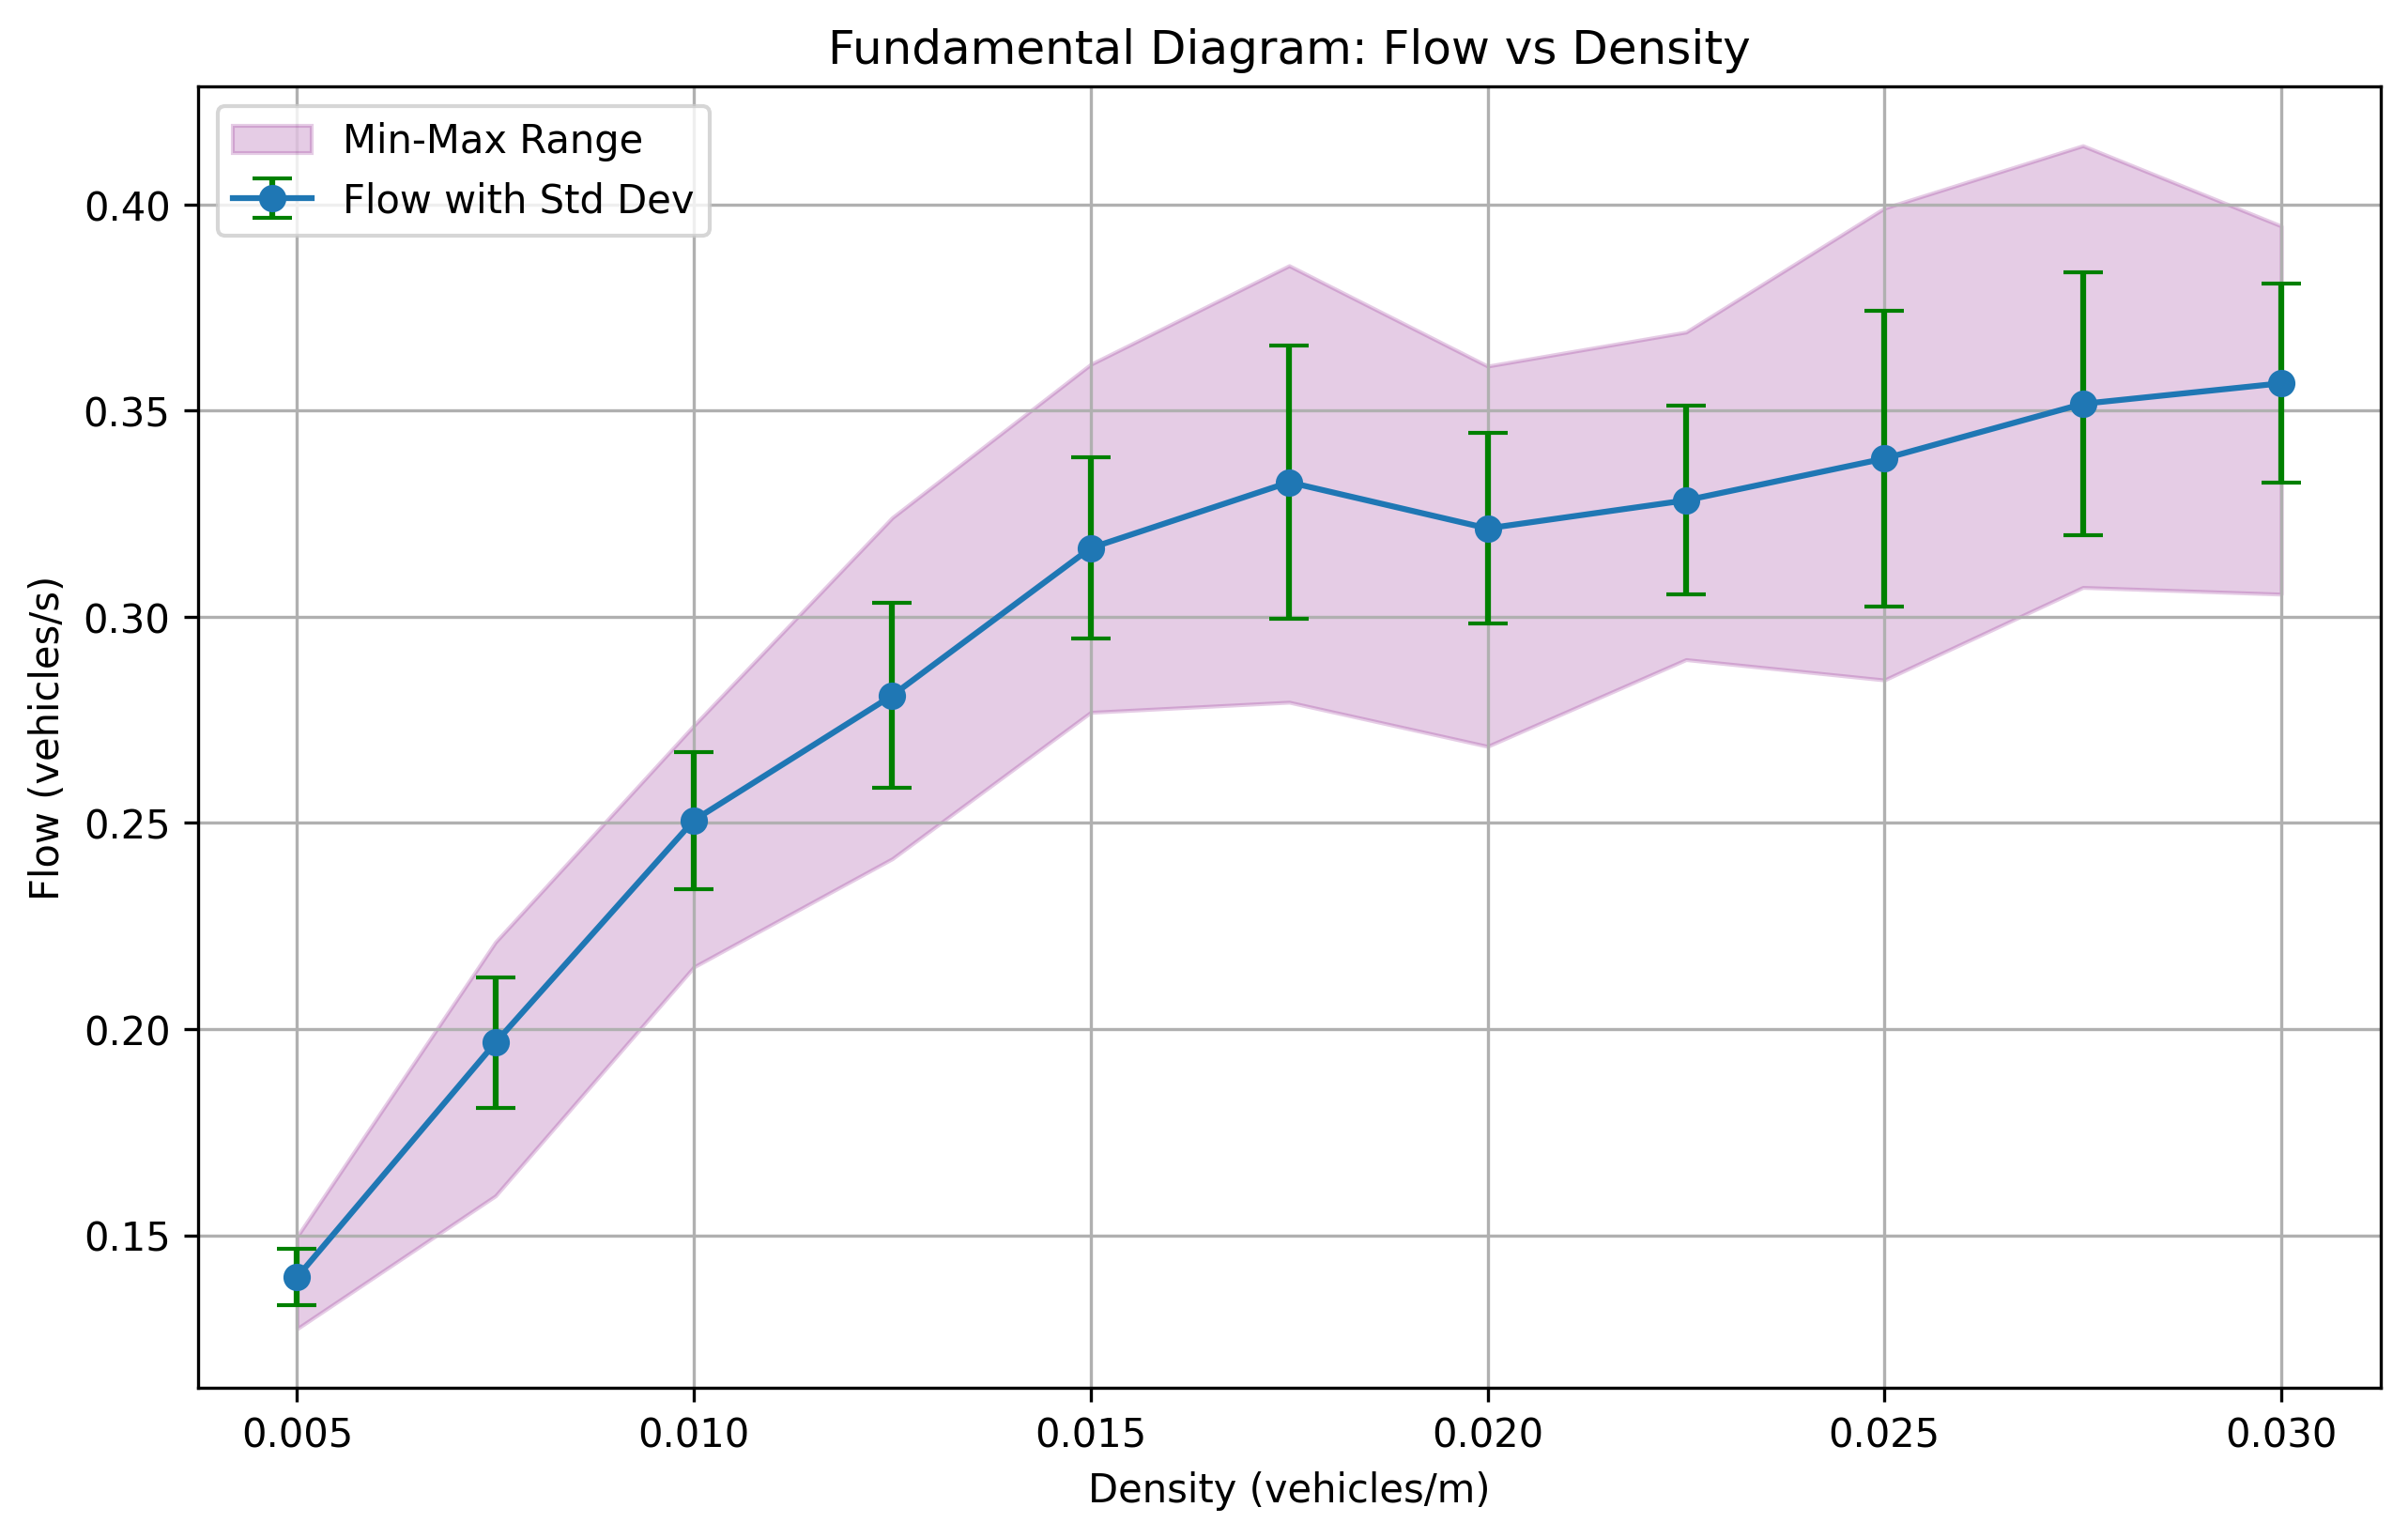 Fundamental Diagram: Flow vs Density
Min-Max Range
Flow with Std Dev
0.40
0.35
0.30
0.25
0.20
0.15
Flow (vehicles/s)
0.005 0.010 0.015 0.020 0.025 0.030
Density (vehicles/m)